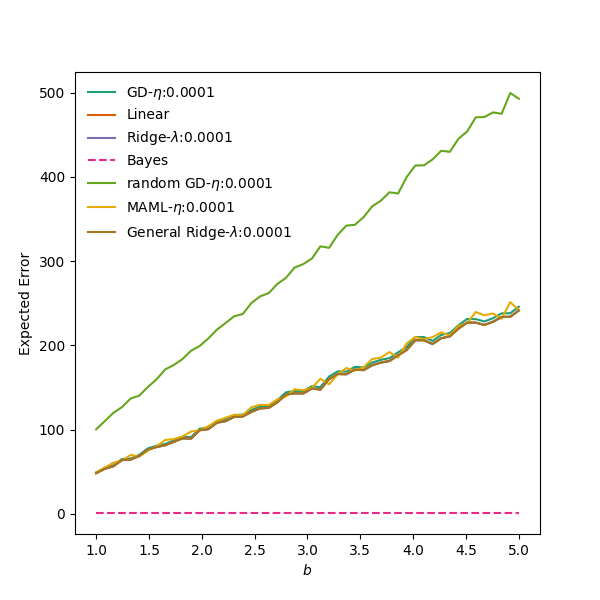 500
400
300
200
100
0
Expected Error
GD-η:0.0001
Linear
Ridge-λ:0.0001
Bayes
random GD-η:0.0001
MAML-η:0.0001
General Ridge-λ:0.0001
1.0 1.5 2.0 2.5 3.0 3.5 4.0 4.5 5.0
b